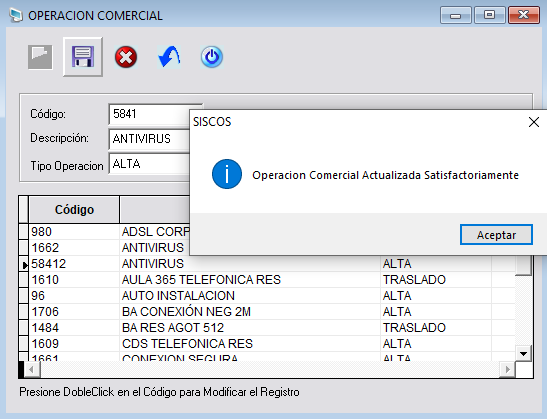 OPERACION COMERCIAL
Código: 5841
SISCOS
Descripción: ANTIVIRUS
Tipo Operacion ALTA
Operacion Comercial Actualizada Satisfactoriamente
Aceptar
Código
980 ADSL CORP
1662 ANTIVIRUS
58412 ANTIVIRUS ALTA
1610 AULA 365 TELEFONICA RES TRASLADO
96 AUTO INSTALACION ALTA
1706 BA CONEXIÓN NEG 2M ALTA
1484 BA RES AGOT 512 TRASLADO
1609 CDS TELEFONICA RES ALTA
1661 CONEXION SEGURA ALTA
Presione DobleClick en el Código para Modificar el Registro